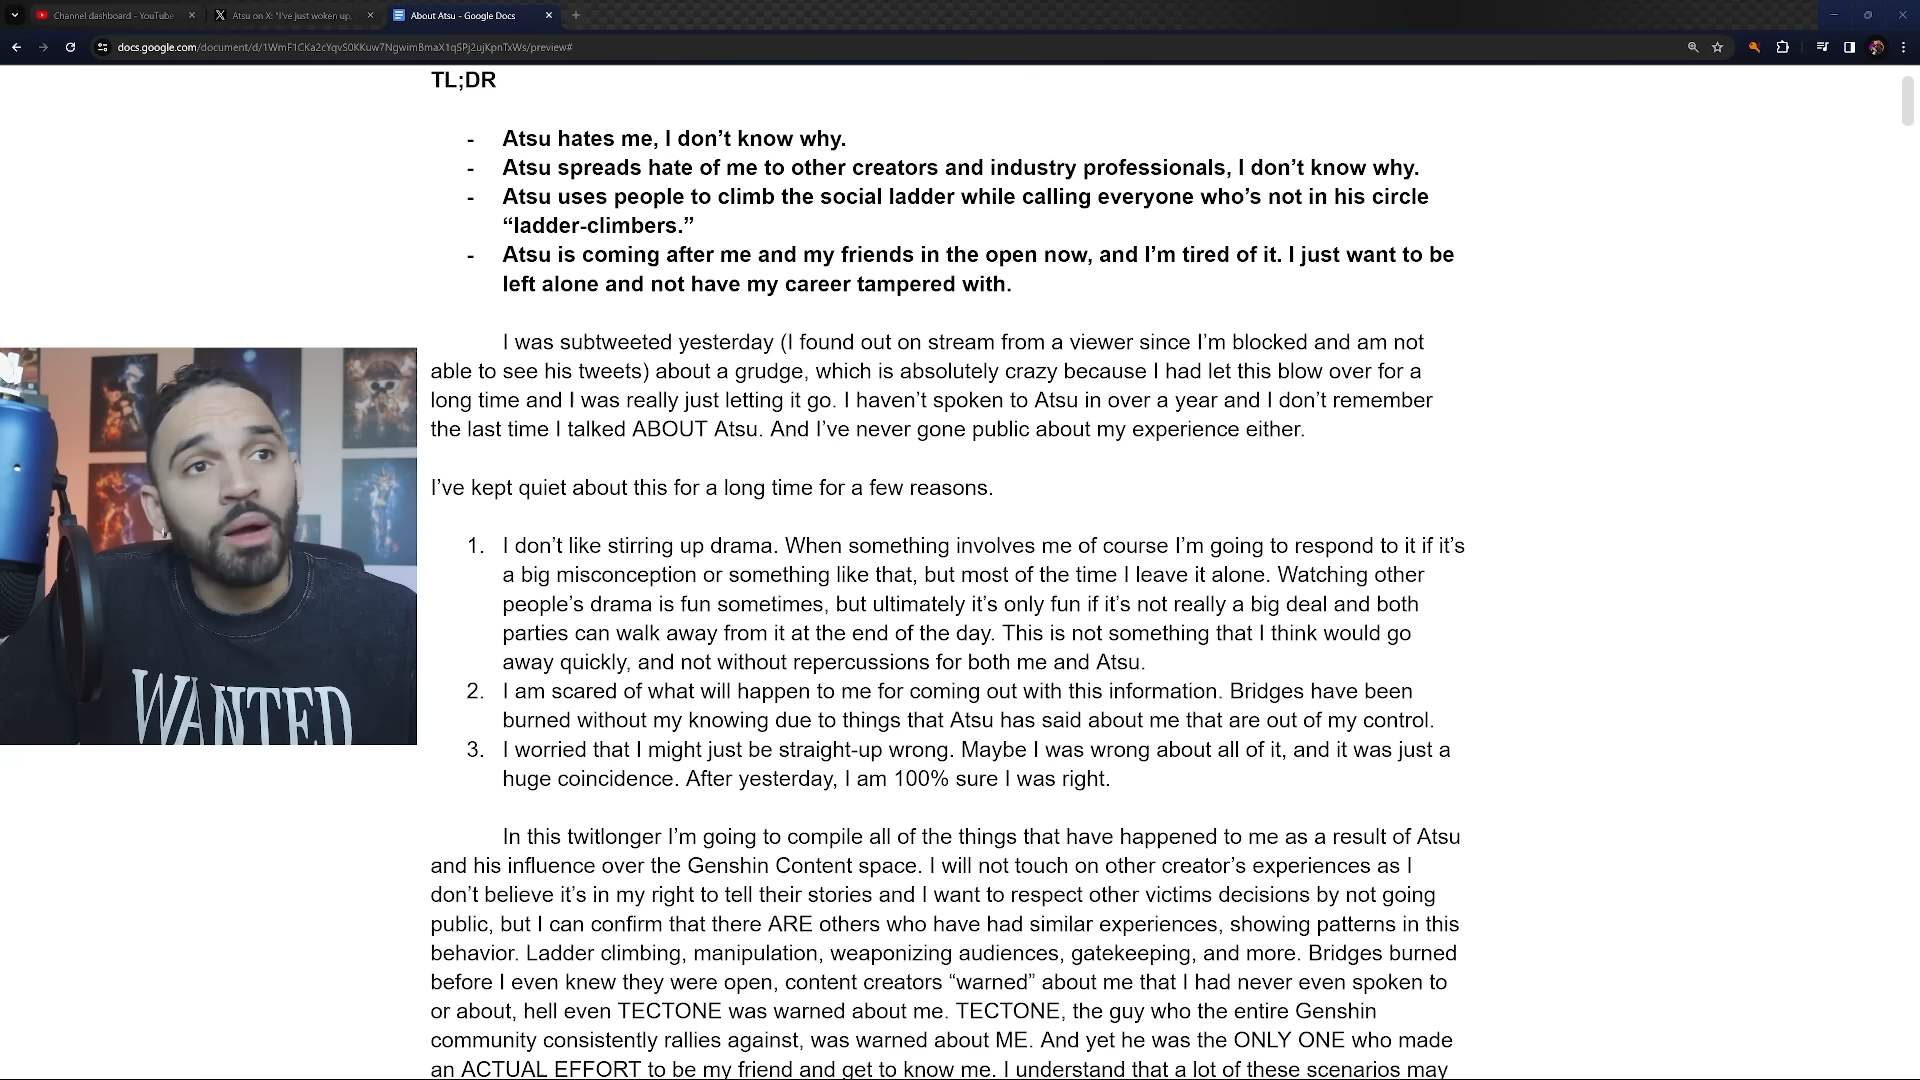 Channel dashboard - YouTube
Atsu on X: "I've just woken up,
About Atsu - Google Docs
docs.google.com/document/d/1WmF1CKa2cYqvS0KKuw7NgwimBmaX1qSPj2ujKpnTxWs/preview#
TL;DR
- Atsu hates me, I don’t know why.
- Atsu spreads hate of me to other creators and industry professionals, I don’t know why.
- Atsu uses people to climb the social ladder while calling everyone who’s not in his circle
“ladder-climbers.”
- Atsu is coming after me and my friends in the open now, and I’m tired of it. I just want to be
left alone and not have my career tampered with.
I was subtweeted yesterday (I found out on stream from a viewer since I’m blocked and am not
able to see his tweets) about a grudge, which is absolutely crazy because I had let this blow over for a
long time and I was really just letting it go. I haven’t spoken to Atsu in over a year and I don’t remember
the last time I talked ABOUT Atsu. And I’ve never gone public about my experience either.
I’ve kept quiet about this for a long time for a few reasons.
1. I don’t like stirring up drama. When something involves me of course I’m going to respond to it if it’s
a big misconception or something like that, but most of the time I leave it alone. Watching other
people’s drama is fun sometimes, but ultimately it’s only fun if it’s not really a big deal and both
parties can walk away from it at the end of the day. This is not something that I think would go
away quickly, and not without repercussions for both me and Atsu.
2. I am scared of what will happen to me for coming out with this information. Bridges have been
burned without my knowing due to things that Atsu has said about me that are out of my control.
3. I worried that I might just be straight-up wrong. Maybe I was wrong about all of it, and it was just a
huge coincidence. After yesterday, I am 100% sure I was right.
In this twitlonger I’m going to compile all of the things that have happened to me as a result of Atsu
and his influence over the Genshin Content space. I will not touch on other creator’s experiences as I
don’t believe it’s in my right to tell their stories and I want to respect other victims decisions by not going
public, but I can confirm that there ARE others who have had similar experiences, showing patterns in this
behavior. Ladder climbing, manipulation, weaponizing audiences, gatekeeping, and more. Bridges burned
before I even knew they were open, content creators “warned” about me that I had never even spoken to
or about, hell even TECTONE was warned about me. TECTONE, the guy who the entire Genshin
community consistently rallies against, was warned about ME. And yet he was the ONLY ONE who made
an ACTUAL EFFORT to be my friend and get to know me. I understand that a lot of these scenarios may
WANTED